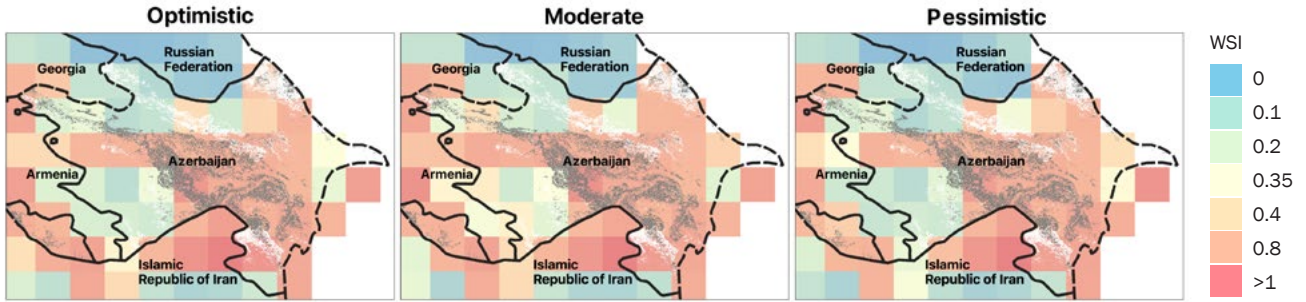 Optimistic
Moderate
Pessimistic
Russian
Federation
Georgia
Azerbaijan
Armenia
Islamic
Republic of Iran
Russian
Federation
Georgia
Azerbaijan
Armenia
Islamic
Republic of Iran
Russian
Federation
Georgia
Azerbaijan
Armenia
Islamic
Republic of Iran
WSI
0
0.1
0.2
0.35
0.4
0.8
>1